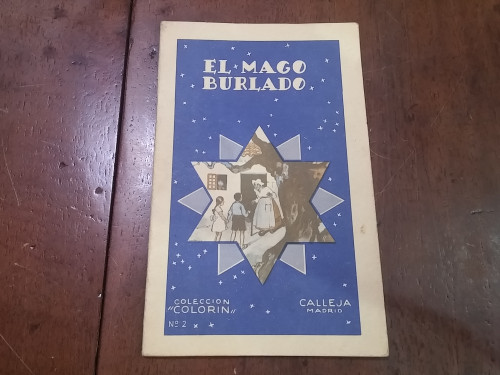 EL MAGO
BURLADO
COLECCION
"COLORIN"
Nº 2
CALLEJA
MADRID